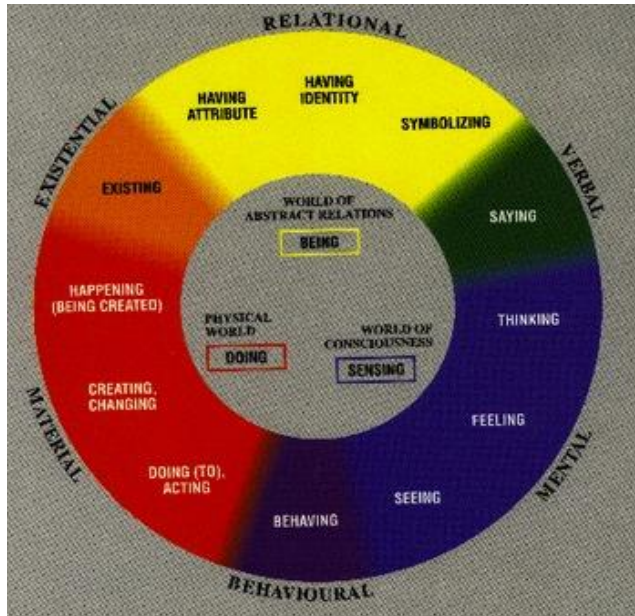 RELATIONAL
HAVING
IDENTITY
HAVING
ATTRIBUTE
SYMBOLIZING
EXISTENTIAL
VERBAL
EXISTING
SAYING
WORLD OF
ABSTRACT RELATIONS
BEING
HAPPENING
(BEING CREATED)
THINKING
PHYSICAL
WORLD
DOING
WORLD OF
CONSCIOUSNESS
SENSING
CREATING,
CHANGING
FEELING
MATERIAL
MENTAL
DOING (TO),
ACTING
SEEING
BEHAVING
BEHAVIOURAL